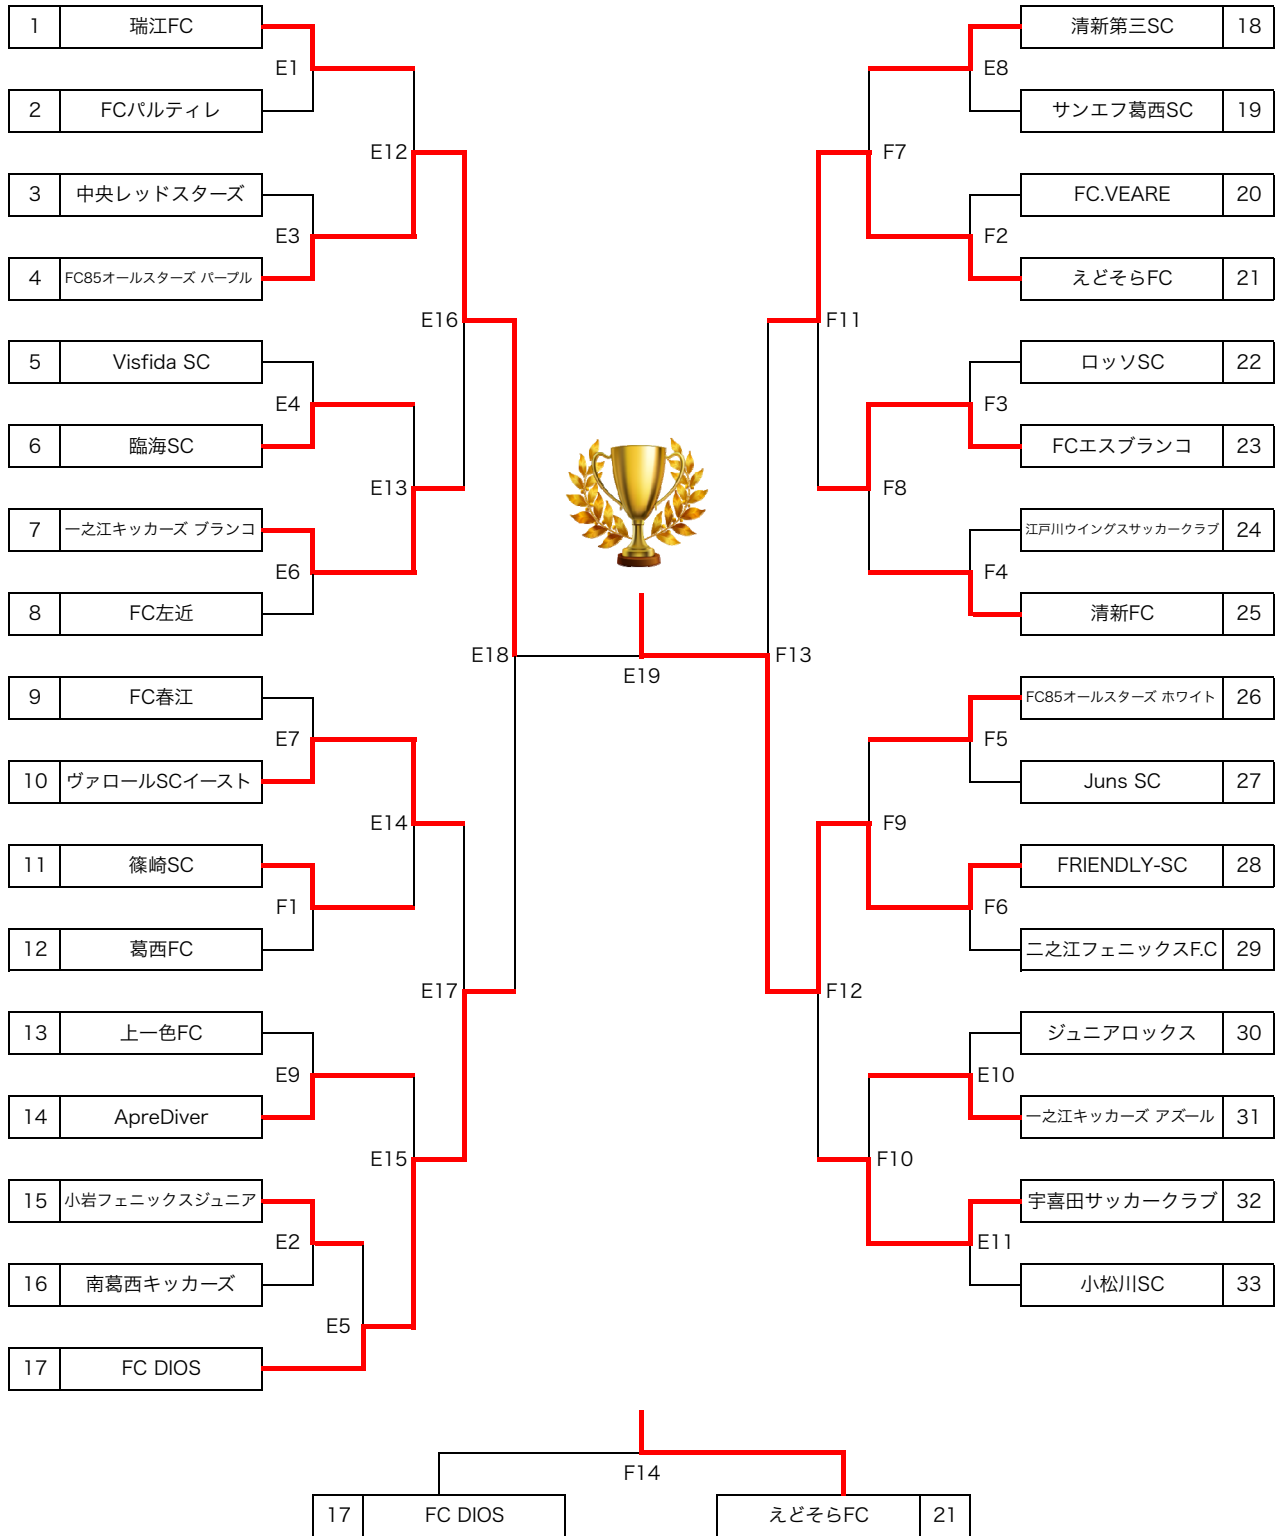 1 瑞江FC
E1
2 FCパルティレ
E12
3 中央レッドスターズ
E3
4 FC85オールスターズ パープル
E16
5 Visfida SC
E4
6 臨海SC
E13
7 一之江キッカーズ ブランコ
E6
8 FC左近
E18
9 FC春江
E7
10 ヴァロールSCイースト
E14
11 篠崎SC
F1
12 葛西FC
E17
13 上一色FC
E9
14 ApreDiver
E15
15 小岩フェニックスジュニア
E2
16 南葛西キッカーズ
E5
17 FC DIOS
E19
清新第三SC 18
E8
サンエフ葛西SC 19
F7
FC.VEARE 20
F2
えどそらFC 21
F11
ロッソSC 22
F3
FCエスブランコ 23
F8
江戸川ウイングスサッカークラブ 24
F4
清新FC 25
F13
FC85オールスターズ ホワイト 26
F5
Juns SC 27
F9
FRIENDLY-SC 28
F6
二之江フェニックスF.C 29
F12
ジュニアロックス 30
E10
一之江キッカーズ アズール 31
F10
宇喜田サッカークラブ 32
E11
小松川SC 33
F14
17 FC DIOS
えどそらFC 21